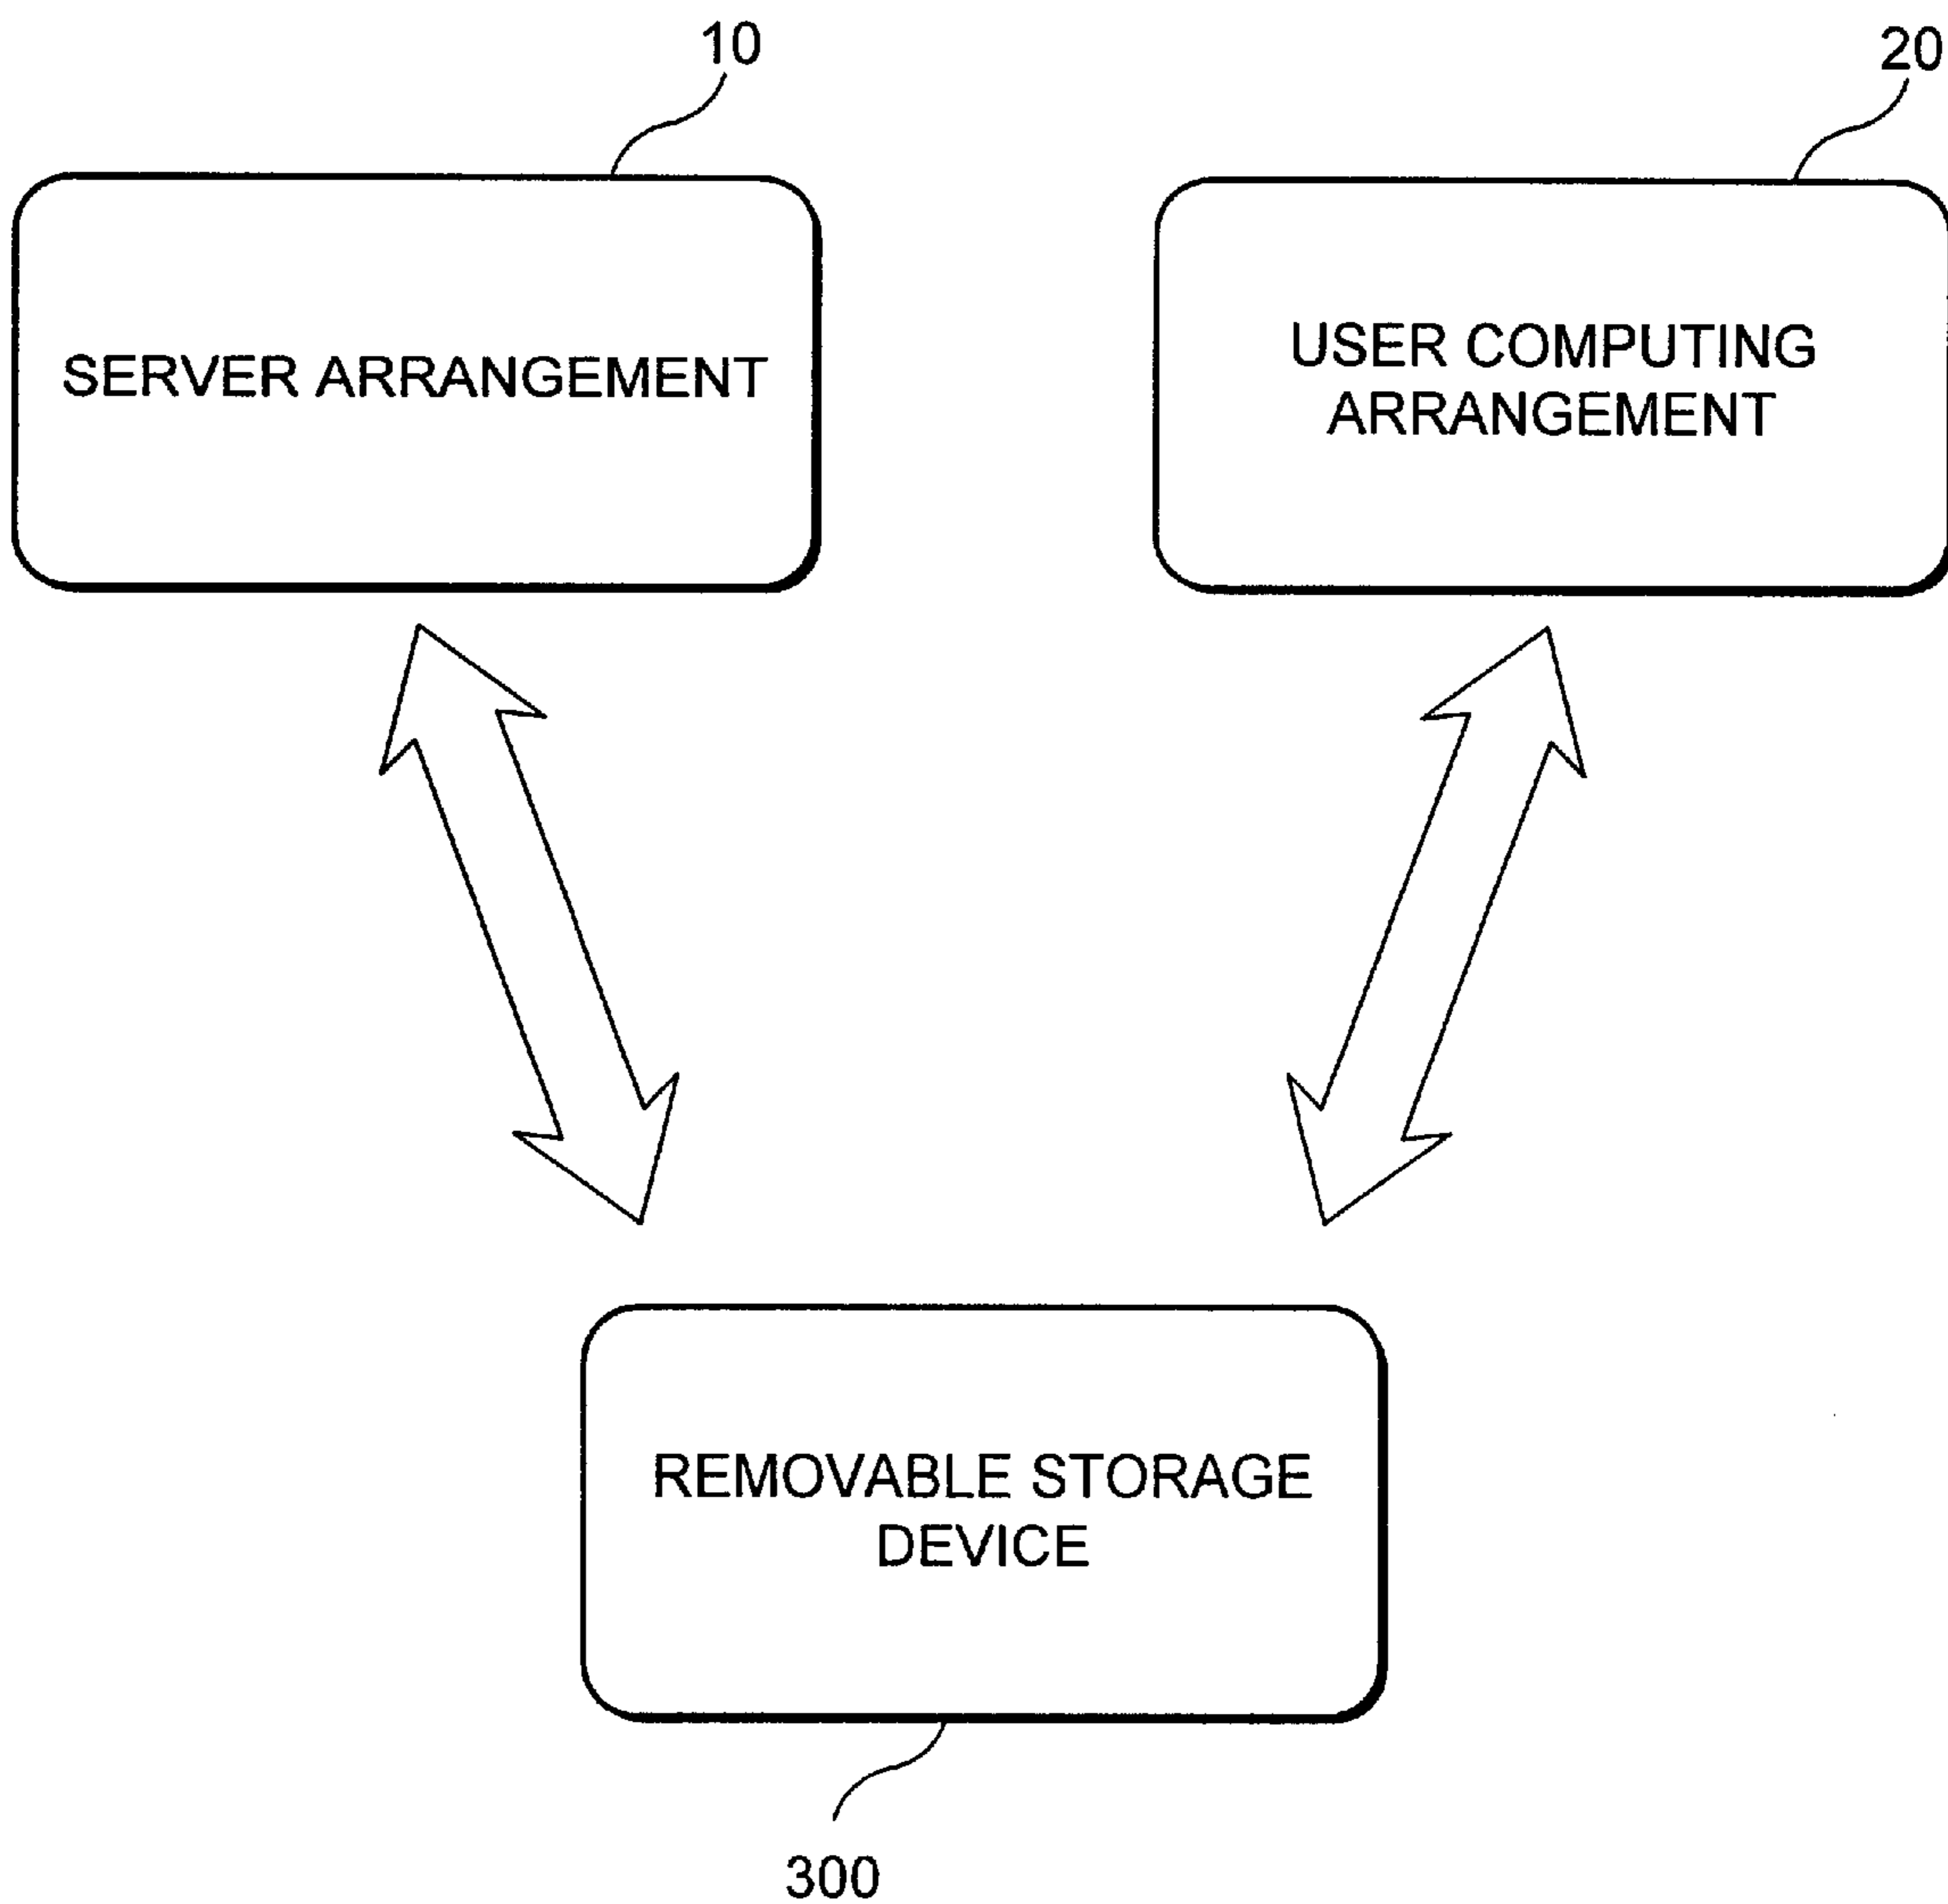 10
20
SERVER ARRANGEMENT
USER COMPUTING
ARRANGEMENT
REMOVABLE STORAGE
DEVICE
300